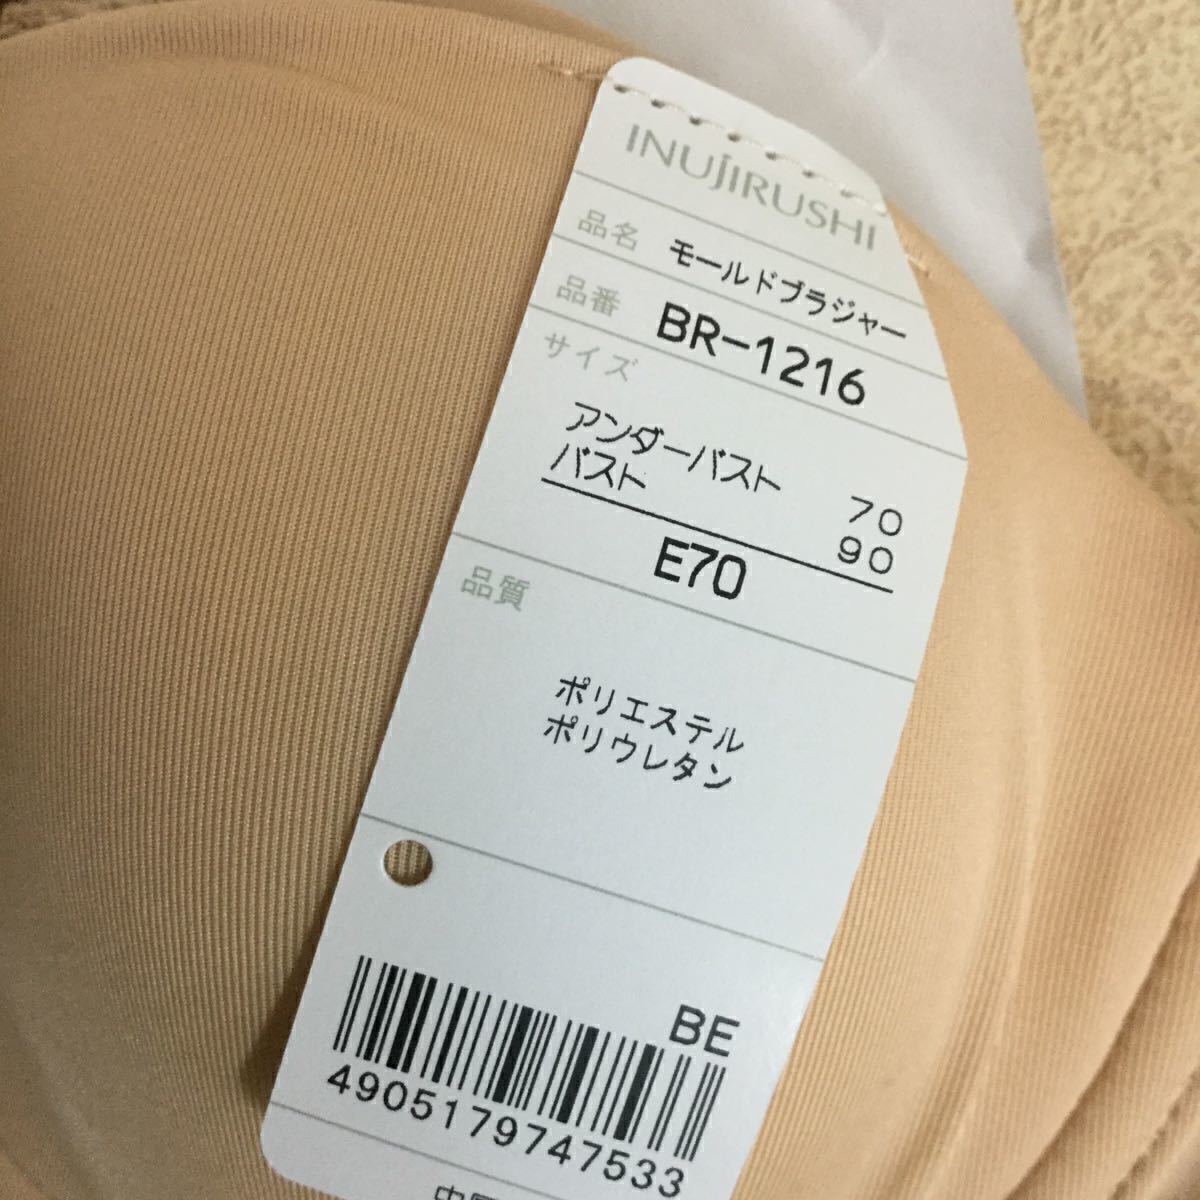 INUJIRUSHI
品名 モールドブラジャー
品番 BR-1216
サイズ
アンダーバスト 70
バスト 90
E70
品質
ポリエステル
ポリウレタン
BE
4905179747533